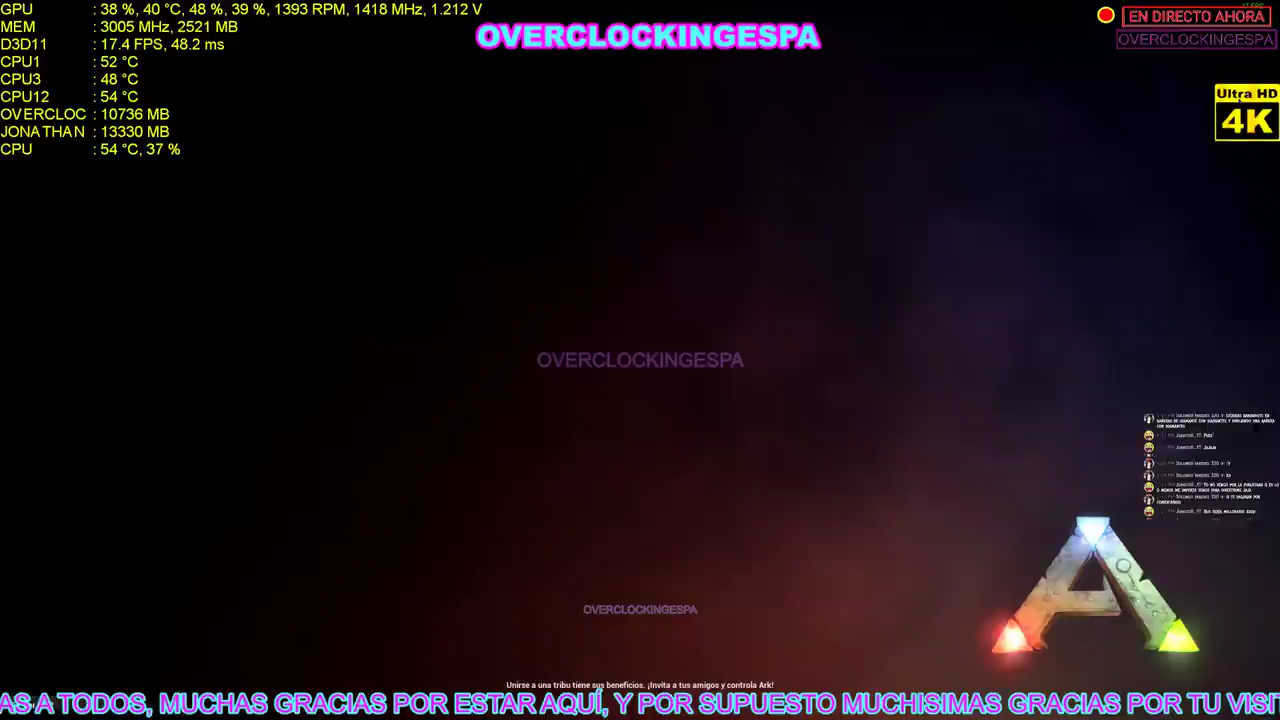 GPU : 38 %, 40 °C, 48 %, 39 %, 1393 RPM, 1418 MHz, 1.212 V
MEM : 3005 MHz, 2521 MB
D3D11 : 17.4 FPS, 48.2 ms
CPU1 : 52 °C
CPU3 : 48 °C
CPU12 : 54 °C
OVERCLOC : 10736 MB
JONATHAN : 13330 MB
CPU : 54 °C, 37 %
OVERCLOCKINGESPA
EN DIRECTO AHORA
OVERCLOCKINGESPA
Ultra HD
4K
OVERCLOCKINGESPA
OVERCLOCKINGESPA
Unirse a una tribu tiene sus beneficios. ¡Invita a tus amigos y controla Ark!
AS A TODOS, MUCHAS GRACIAS POR ESTAR AQUÍ, Y POR SUPUESTO MUCHISIMAS GRACIAS POR TU VISI